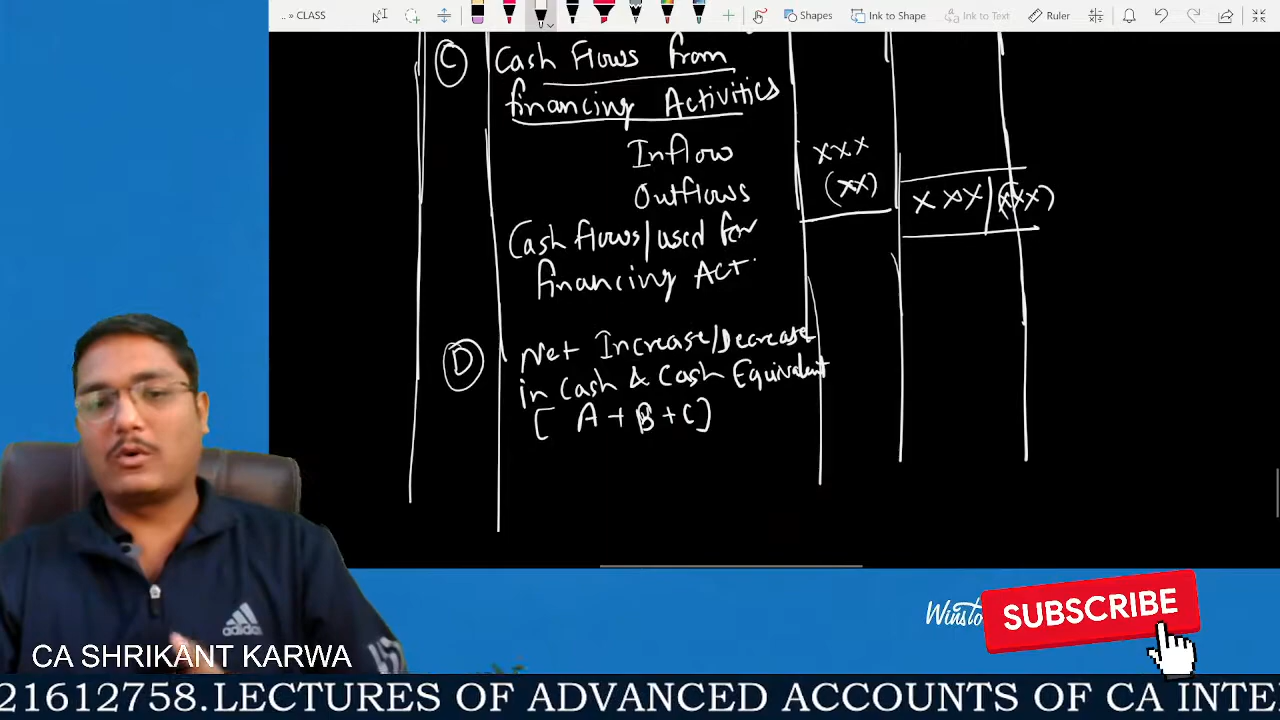 .. » CLASS
Shapes
Ink to Shape
Ink to Text
Ruler
C Cash Flows From
financing Activities
Inflow xxx
Outflows (xx)
xxx/(xxx)
Cash flows/used for
financing Act.
D Net Increase/Decrease
in Cash & Cash Equivalent
[ A + B + C ]
adidas
SUBSCRIBE
CA SHRIKANT KARWA
21612758.LECTURES OF ADVANCED ACCOUNTS OF CA INTE